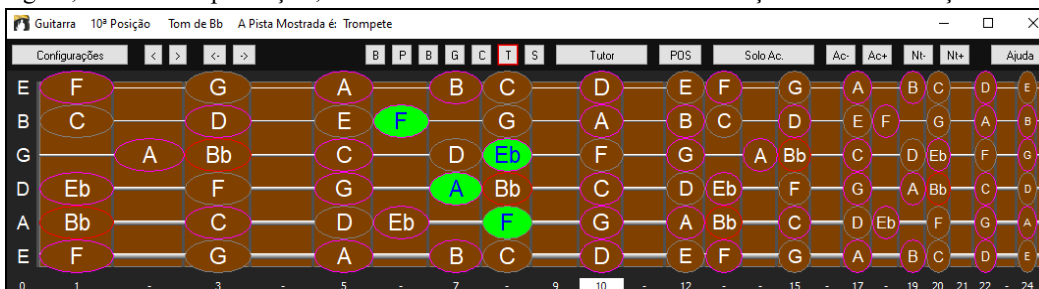 Guitarra 10ª Posição Tom de Bb A Pista Mostrada é: Trompete
Configurações < > <- -> B P B G C T S Tutor POS Solo Ac. Ac- Ac+ Nt- Nt+ Ajuda
E F G A B C D E F G A B C D E
B C D E F G A B C D E F G A B
G A Bb C D Eb F G A Bb C D Eb F G
D Eb F G A Bb C D Eb F G A Bb C D
A Bb C D Eb F G A Bb C D Eb F G A
E F G A B C D E F G A B C D E
0 1 - 3 - 5 - 7 - 9 10 - 12 - - 15 - 17 - 19 20 21 22 - 24